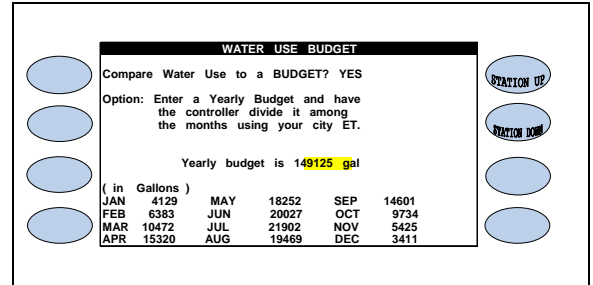 WATER USE BUDGET
Compare Water Use to a BUDGET? YES
STATION UP
Option: Enter a Yearly Budget and have
the controller divide it among
the months using your city ET.
STATION DOWN
Yearly budget is 149125 gal
( in Gallons )
JAN 4129 MAY 18252 SEP 14601
FEB 6383 JUN 20027 OCT 9734
MAR 10472 JUL 21902 NOV 5425
APR 15320 AUG 19469 DEC 3411